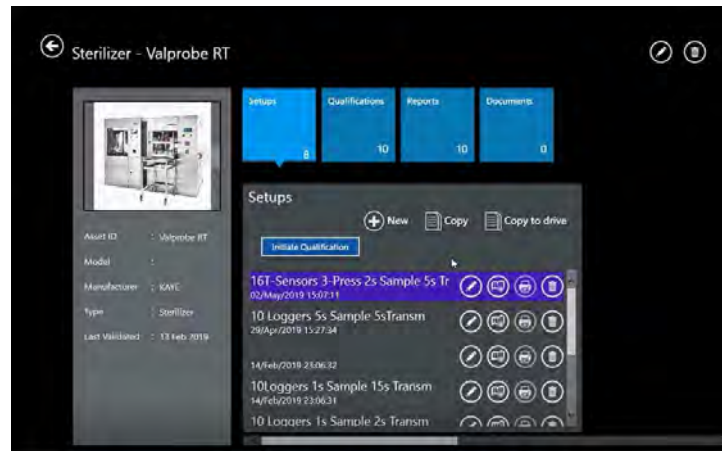 Sterilizer - Valprobe RT
Setups
8
Qualifications
10
Reports
10
Documents
0
Asset ID : Valprobe RT
Model :
Manufacturer : KAYE
Type : Sterilizer
Last Validated : 13 Feb 2019
Setups
New
Copy
Copy to drive
Initiate Qualification
16T-Sensors 3-Press 2s Sample 5s Tr
02/May/2019 15:07:11
10 Loggers 5s Sample 5sTransm
29/Apr/2019 15:27:34
14/Feb/2019 23:06:32
10Loggers 1s Sample 15s Transm
14/Feb/2019 23:06:31
10 Loggers 1s Sample 2s Transm